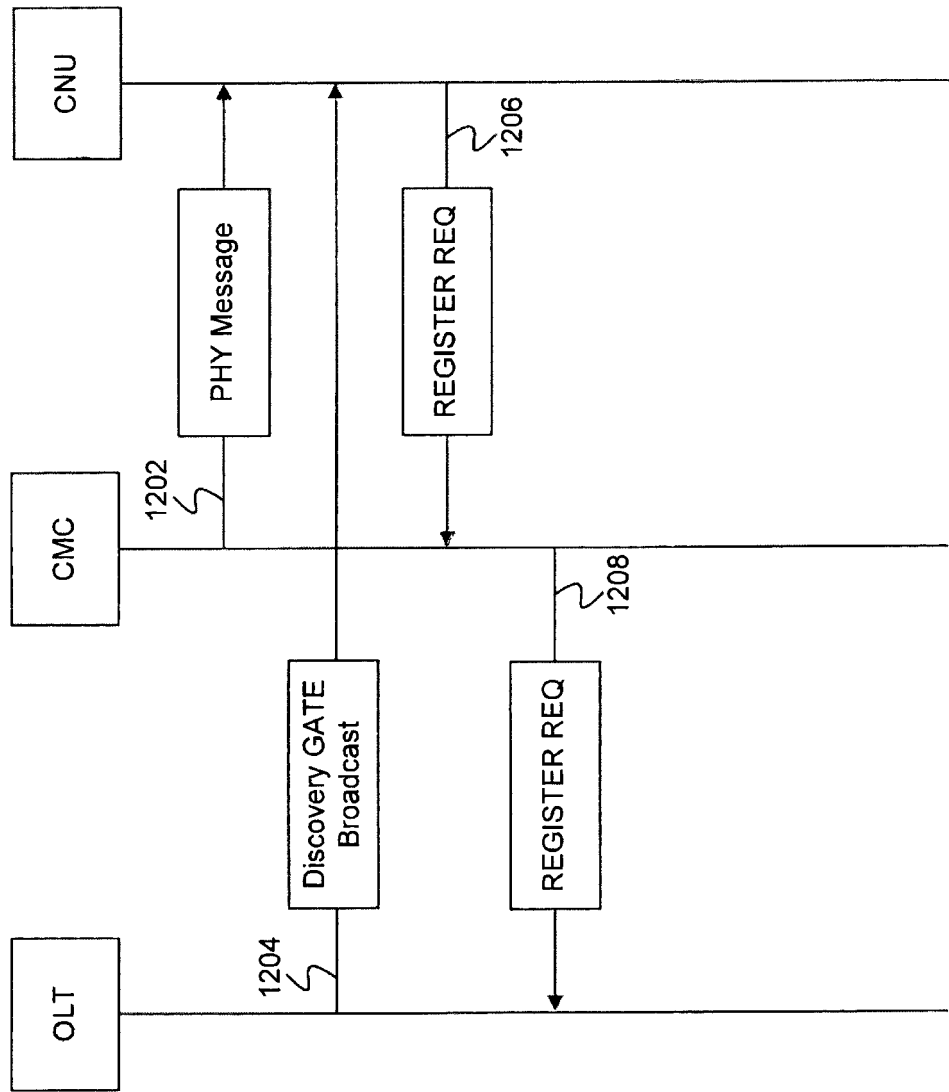 OLT
CMC
CNU
1202
PHY Message
1204
Discovery GATE
Broadcast
REGISTER REQ
1206
REGISTER REQ
1208